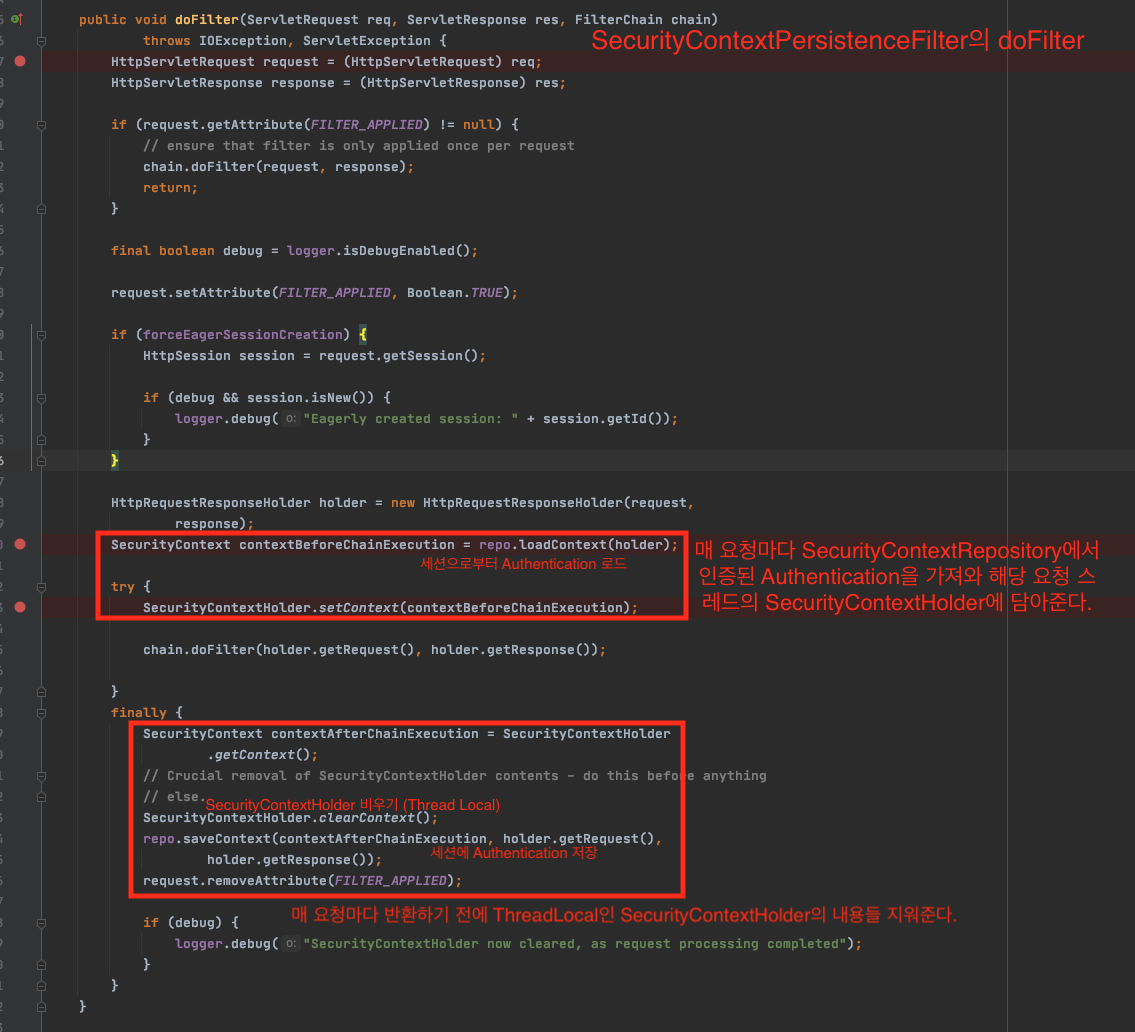 public void doFilter(ServletRequest req, ServletResponse res, FilterChain chain)
throws IOException, ServletException {
SecurityContextPersistenceFilter의 doFilter
HttpServletRequest request = (HttpServletRequest) req;
HttpServletResponse response = (HttpServletResponse) res;
if (request.getAttribute(FILTER_APPLIED) != null) {
// ensure that filter is only applied once per request
chain.doFilter(request, response);
return;
}
final boolean debug = logger.isDebugEnabled();
request.setAttribute(FILTER_APPLIED, Boolean.TRUE);
if (forceEagerSessionCreation) {
HttpSession session = request.getSession();
if (debug && session.isNew()) {
logger.debug( o: "Eagerly created session: " + session.getId());
}
}
HttpRequestResponseHolder holder = new HttpRequestResponseHolder(request,
response);
SecurityContext contextBeforeChainExecution = repo.loadContext(holder);
세션으로부터 Authentication 로드
매 요청마다 SecurityContextRepository에서
인증된 Authentication을 가져와 해당 요청 스
레드의 SecurityContextHolder에 담아준다.
try {
SecurityContextHolder.setContext(contextBeforeChainExecution);
chain.doFilter(holder.getRequest(), holder.getResponse());
}
finally {
SecurityContext contextAfterChainExecution = SecurityContextHolder
.getContext();
// Crucial removal of SecurityContextHolder contents - do this before anything
// else.
SecurityContextHolder 비우기 (Thread Local)
SecurityContextHolder.clearContext();
repo.saveContext(contextAfterChainExecution, holder.getRequest(),
세션에 Authentication 저장
holder.getResponse());
request.removeAttribute(FILTER_APPLIED);
매 요청마다 반환하기 전에 ThreadLocal인 SecurityContextHolder의 내용들 지워준다.
if (debug) {
logger.debug( o: "SecurityContextHolder now cleared, as request processing completed");
}
}
}